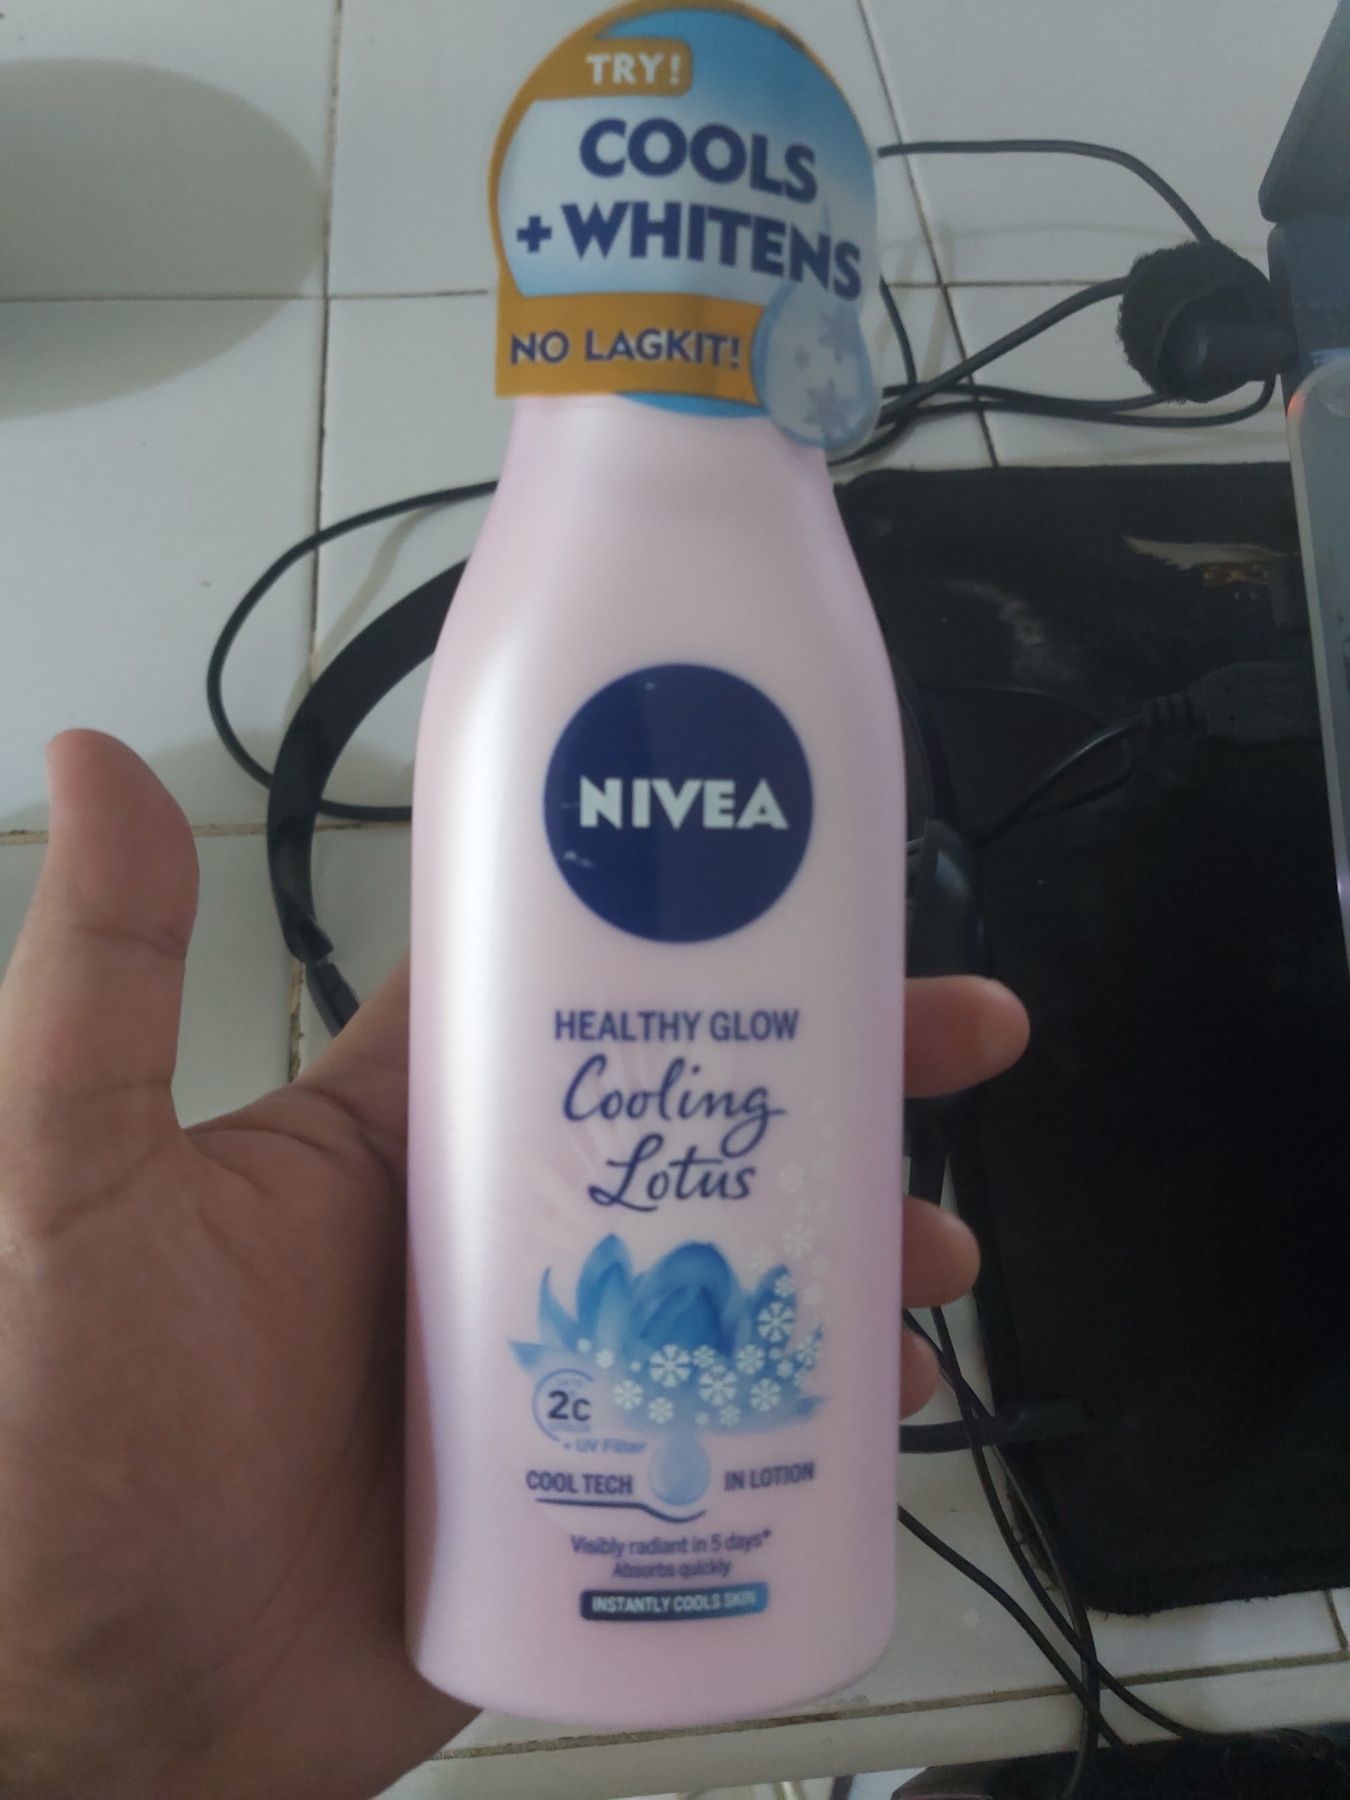 TRY!
COOLS
+ WHITENS
NO LAGKIT!
NIVEA
HEALTHY GLOW
Cooling
Lotus
2c
+ UV Filter
COOL TECH IN LOTION
Visibly radiant in 5 days*
Absorbs quickly
INSTANTLY COOLS SKIN